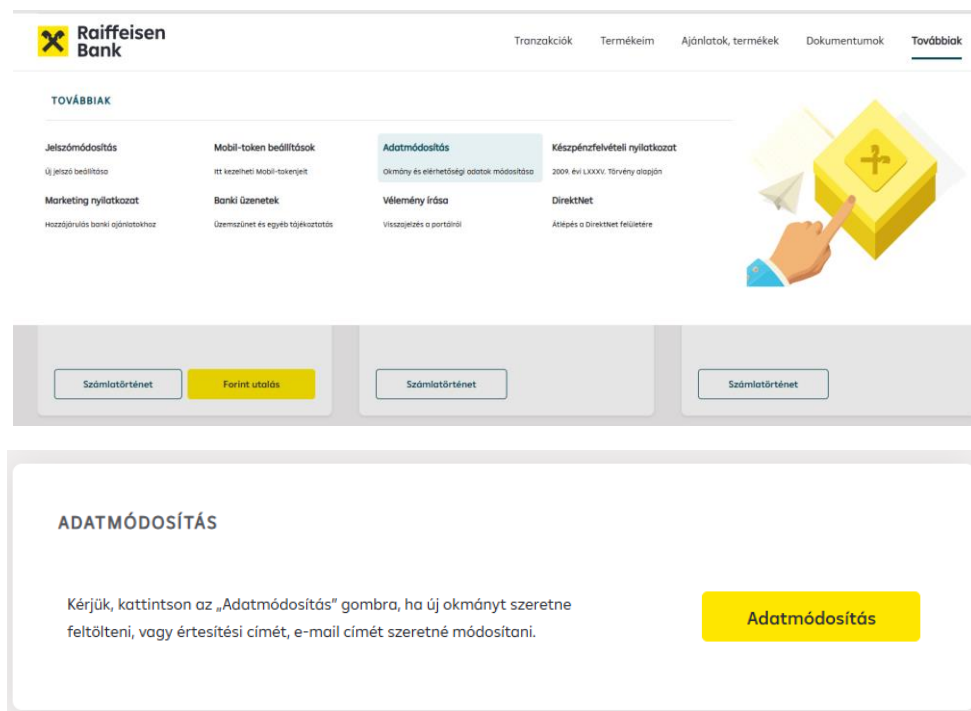 Raiffeisen
Bank
Tranzakciók Termékeim Ajánlatok, termékek Dokumentumok Továbbiak
TOVÁBBIAK
Jelszómódosítás Mobil-token beállítások Adatmódosítás Készpénzfelvételi nyilatkozat
Új jelszó beállítása Itt kezelheti Mobil-tokenjeit Okmány és elérhetőségi adatok módosítása 2009. évi LXXXV. Törvény alapján
Marketing nyilatkozat Banki üzenetek Vélemény írása DirektNet
Hozzájárulás banki ajánlatokhoz Üzemszünet és egyéb tájékoztatás Visszajelzés a portálról Átlépés a DirektNet felületére
Számlatörténet Forint utalás Számlatörténet Számlatörténet
ADATMÓDOSÍTÁS
Kérjük, kattintson az „Adatmódosítás” gombra, ha új okmányt szeretne
feltölteni, vagy értesítési címét, e-mail címét szeretné módosítani.
Adatmódosítás